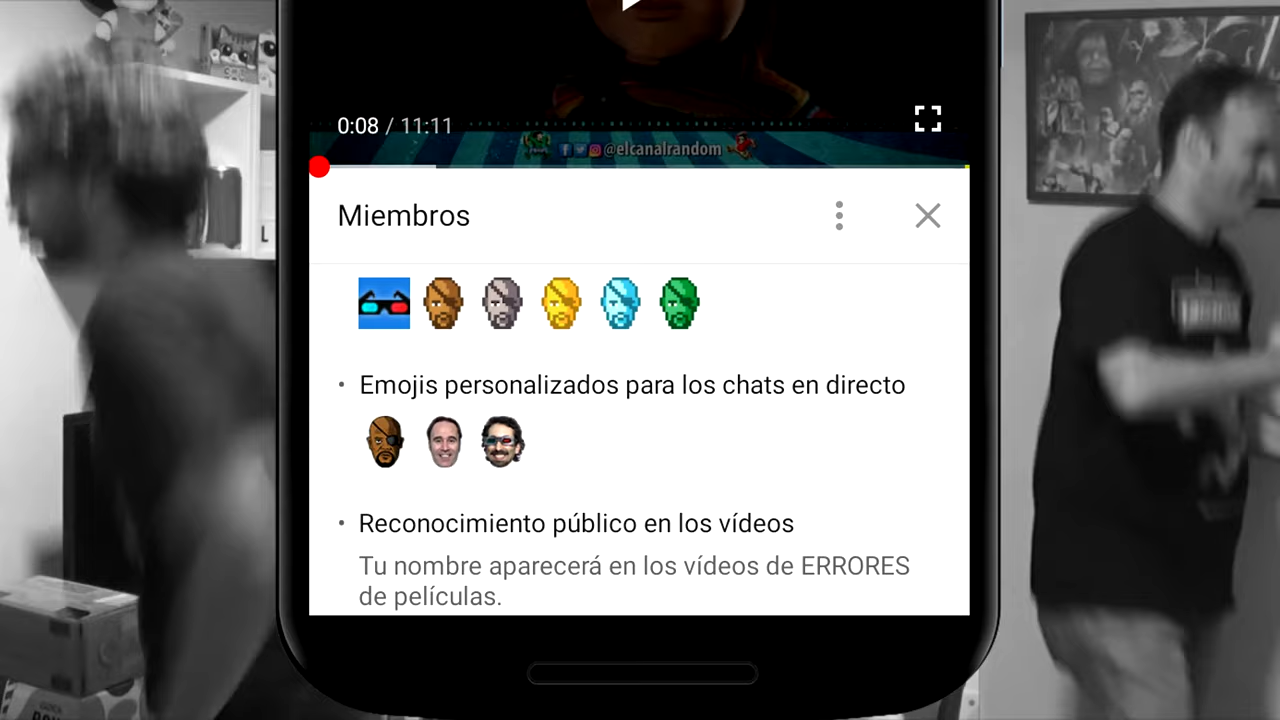 0:08 / 11:11
@elcanalrandom
Miembros
• Emojis personalizados para los chats en directo
• Reconocimiento público en los vídeos
Tu nombre aparecerá en los vídeos de ERRORES
de películas.